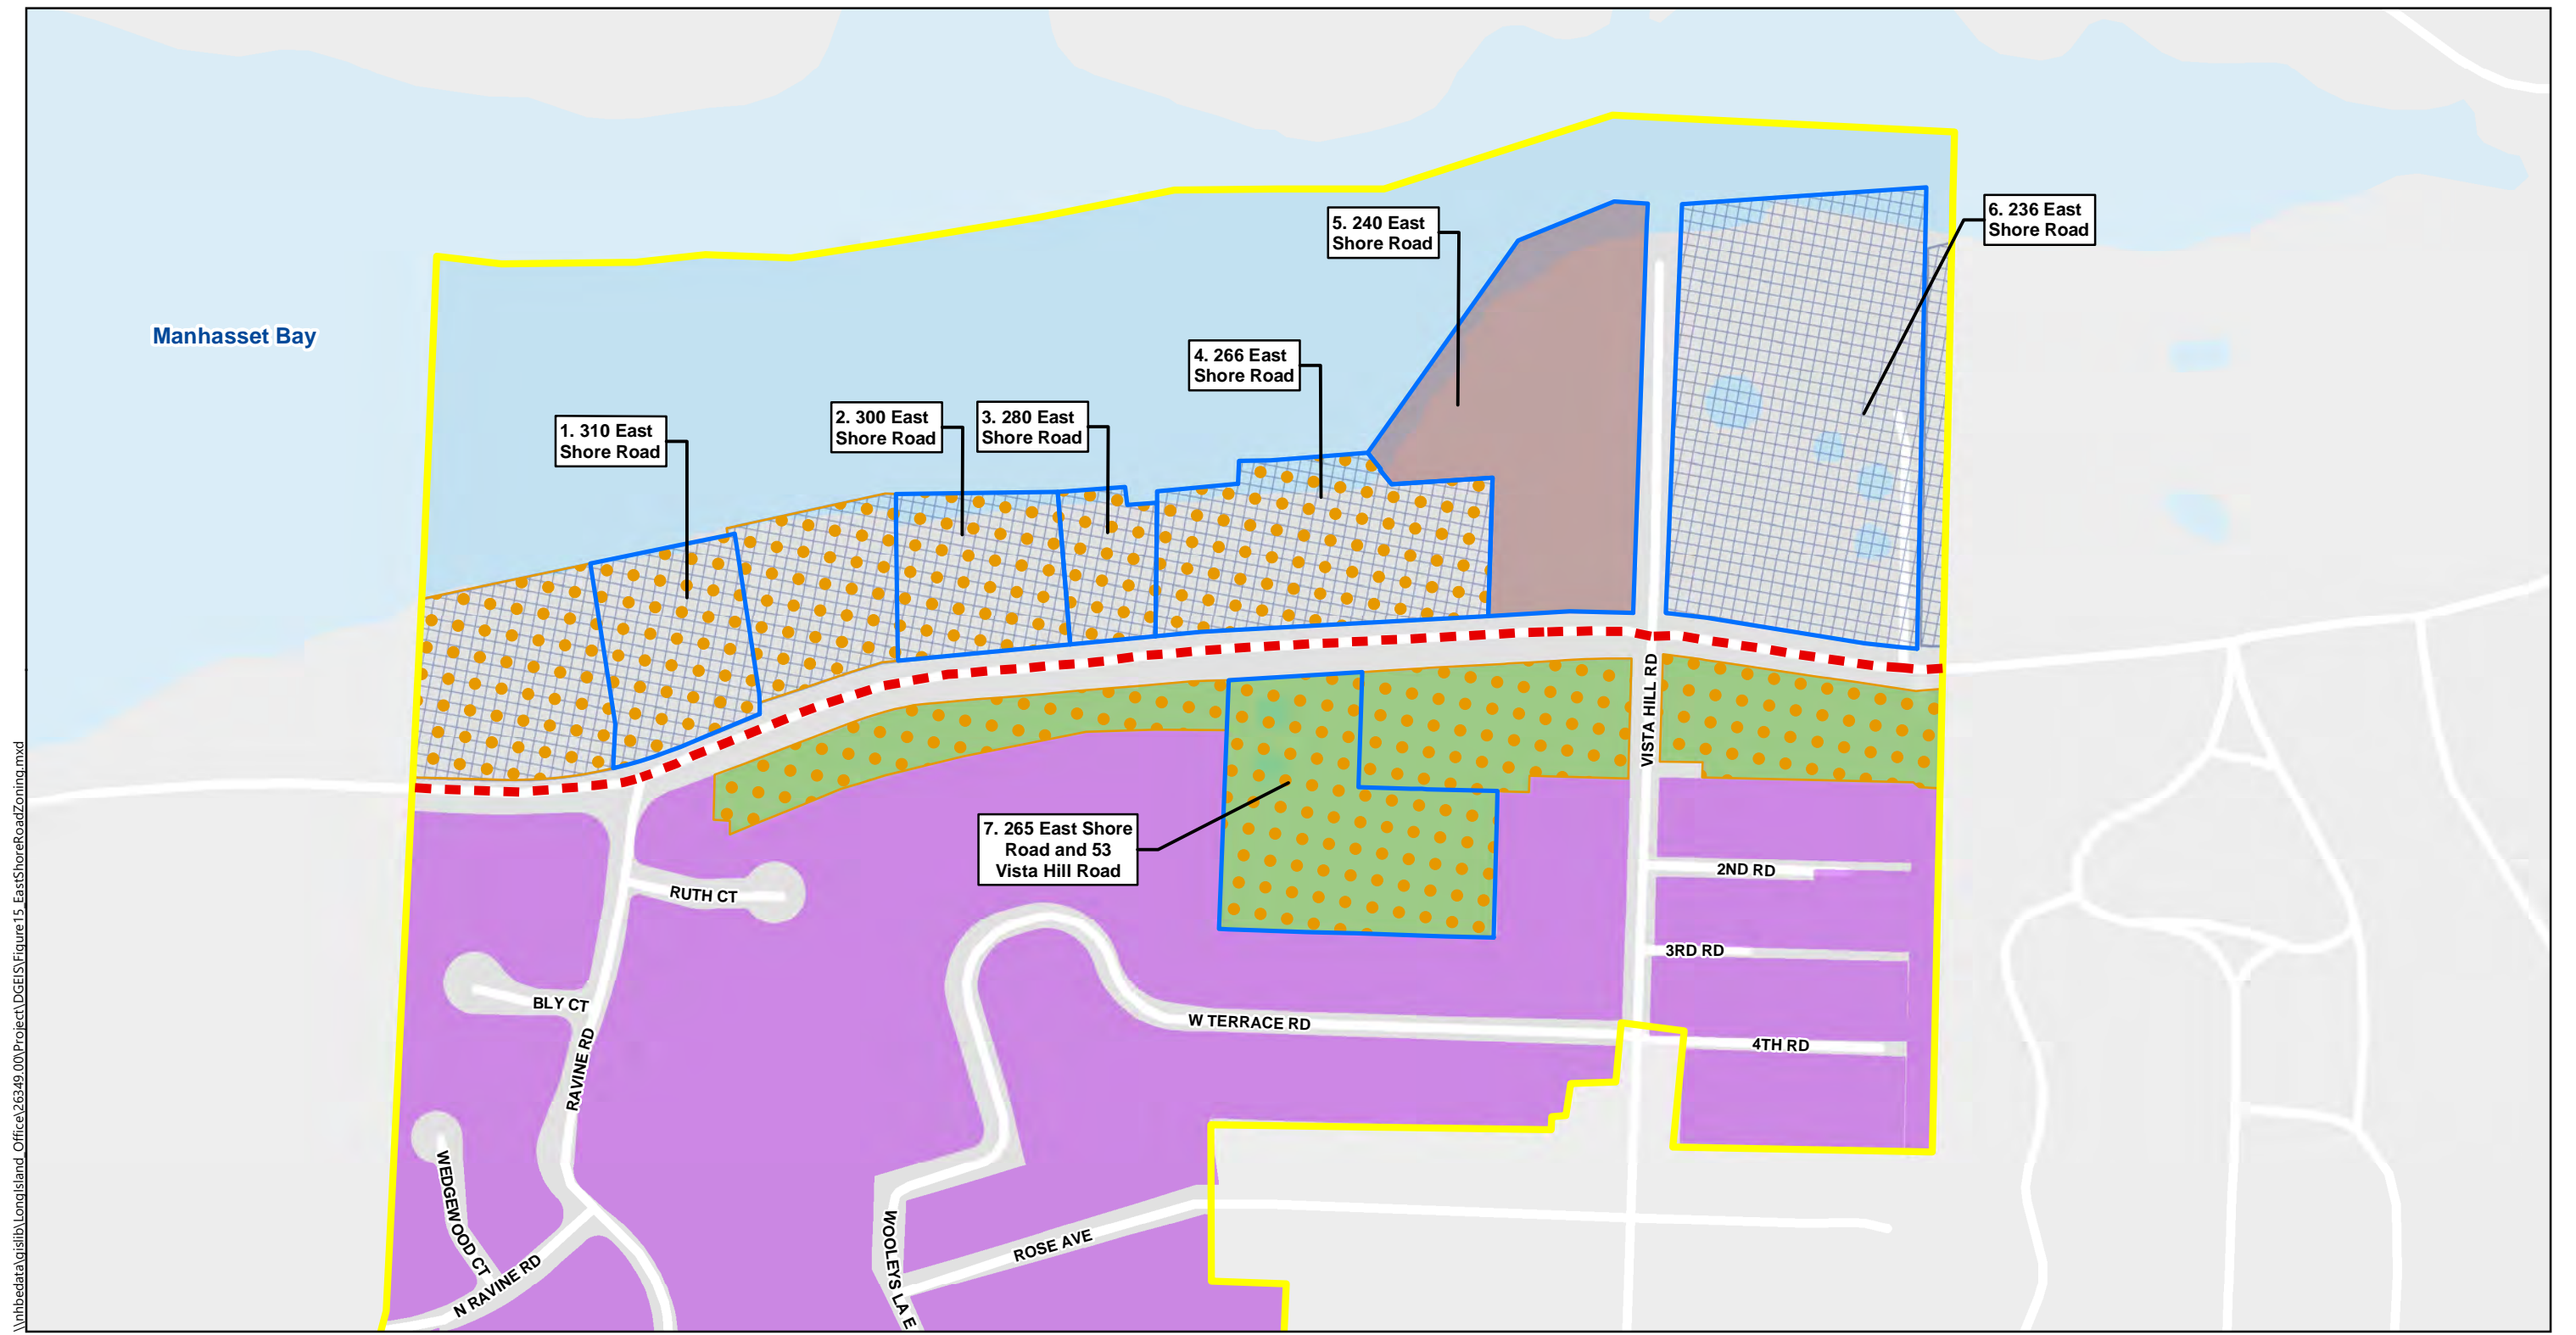 6. 236 East
Shore Road
5. 240 East
Shore Road
Manhasset Bay
4. 266 East
Shore Road
1. 310 East
Shore Road
2. 300 East
Shore Road
3. 280 East
Shore Road
VISTA HILL RD
7. 265 East Shore
Road and 53
Vista Hill Road
2ND RD
RUTH CT
3RD RD
BLY CT
W TERRACE RD
4TH RD
RAVINE RD
WEDGEWOOD CT
N RAVINE RD
WOOLEYS LA E
ROSE AVE
\\nhbedata\gislib\LongIsland_Office\26349.00\Project\DGEIS\Figure15_EastShoreRoadZoning.mxd